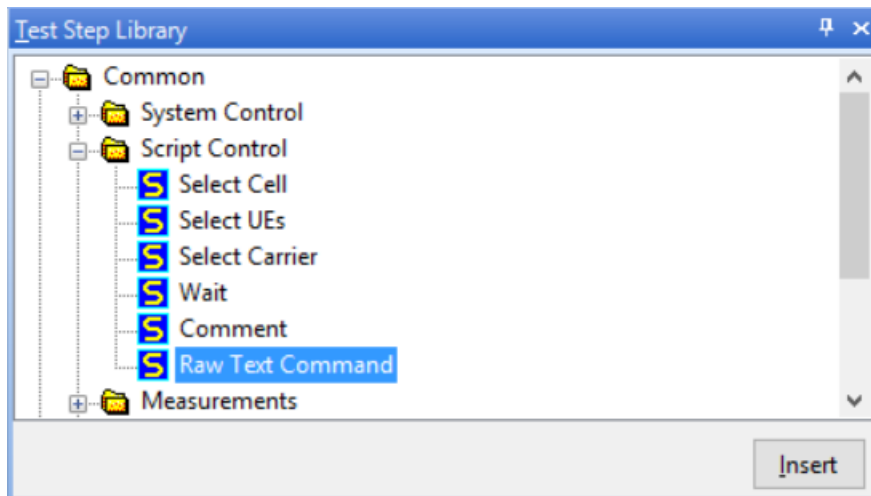 Test Step Library
Common
System Control
Script Control
S Select Cell
S Select UEs
S Select Carrier
S Wait
S Comment
S Raw Text Command
Measurements
Insert